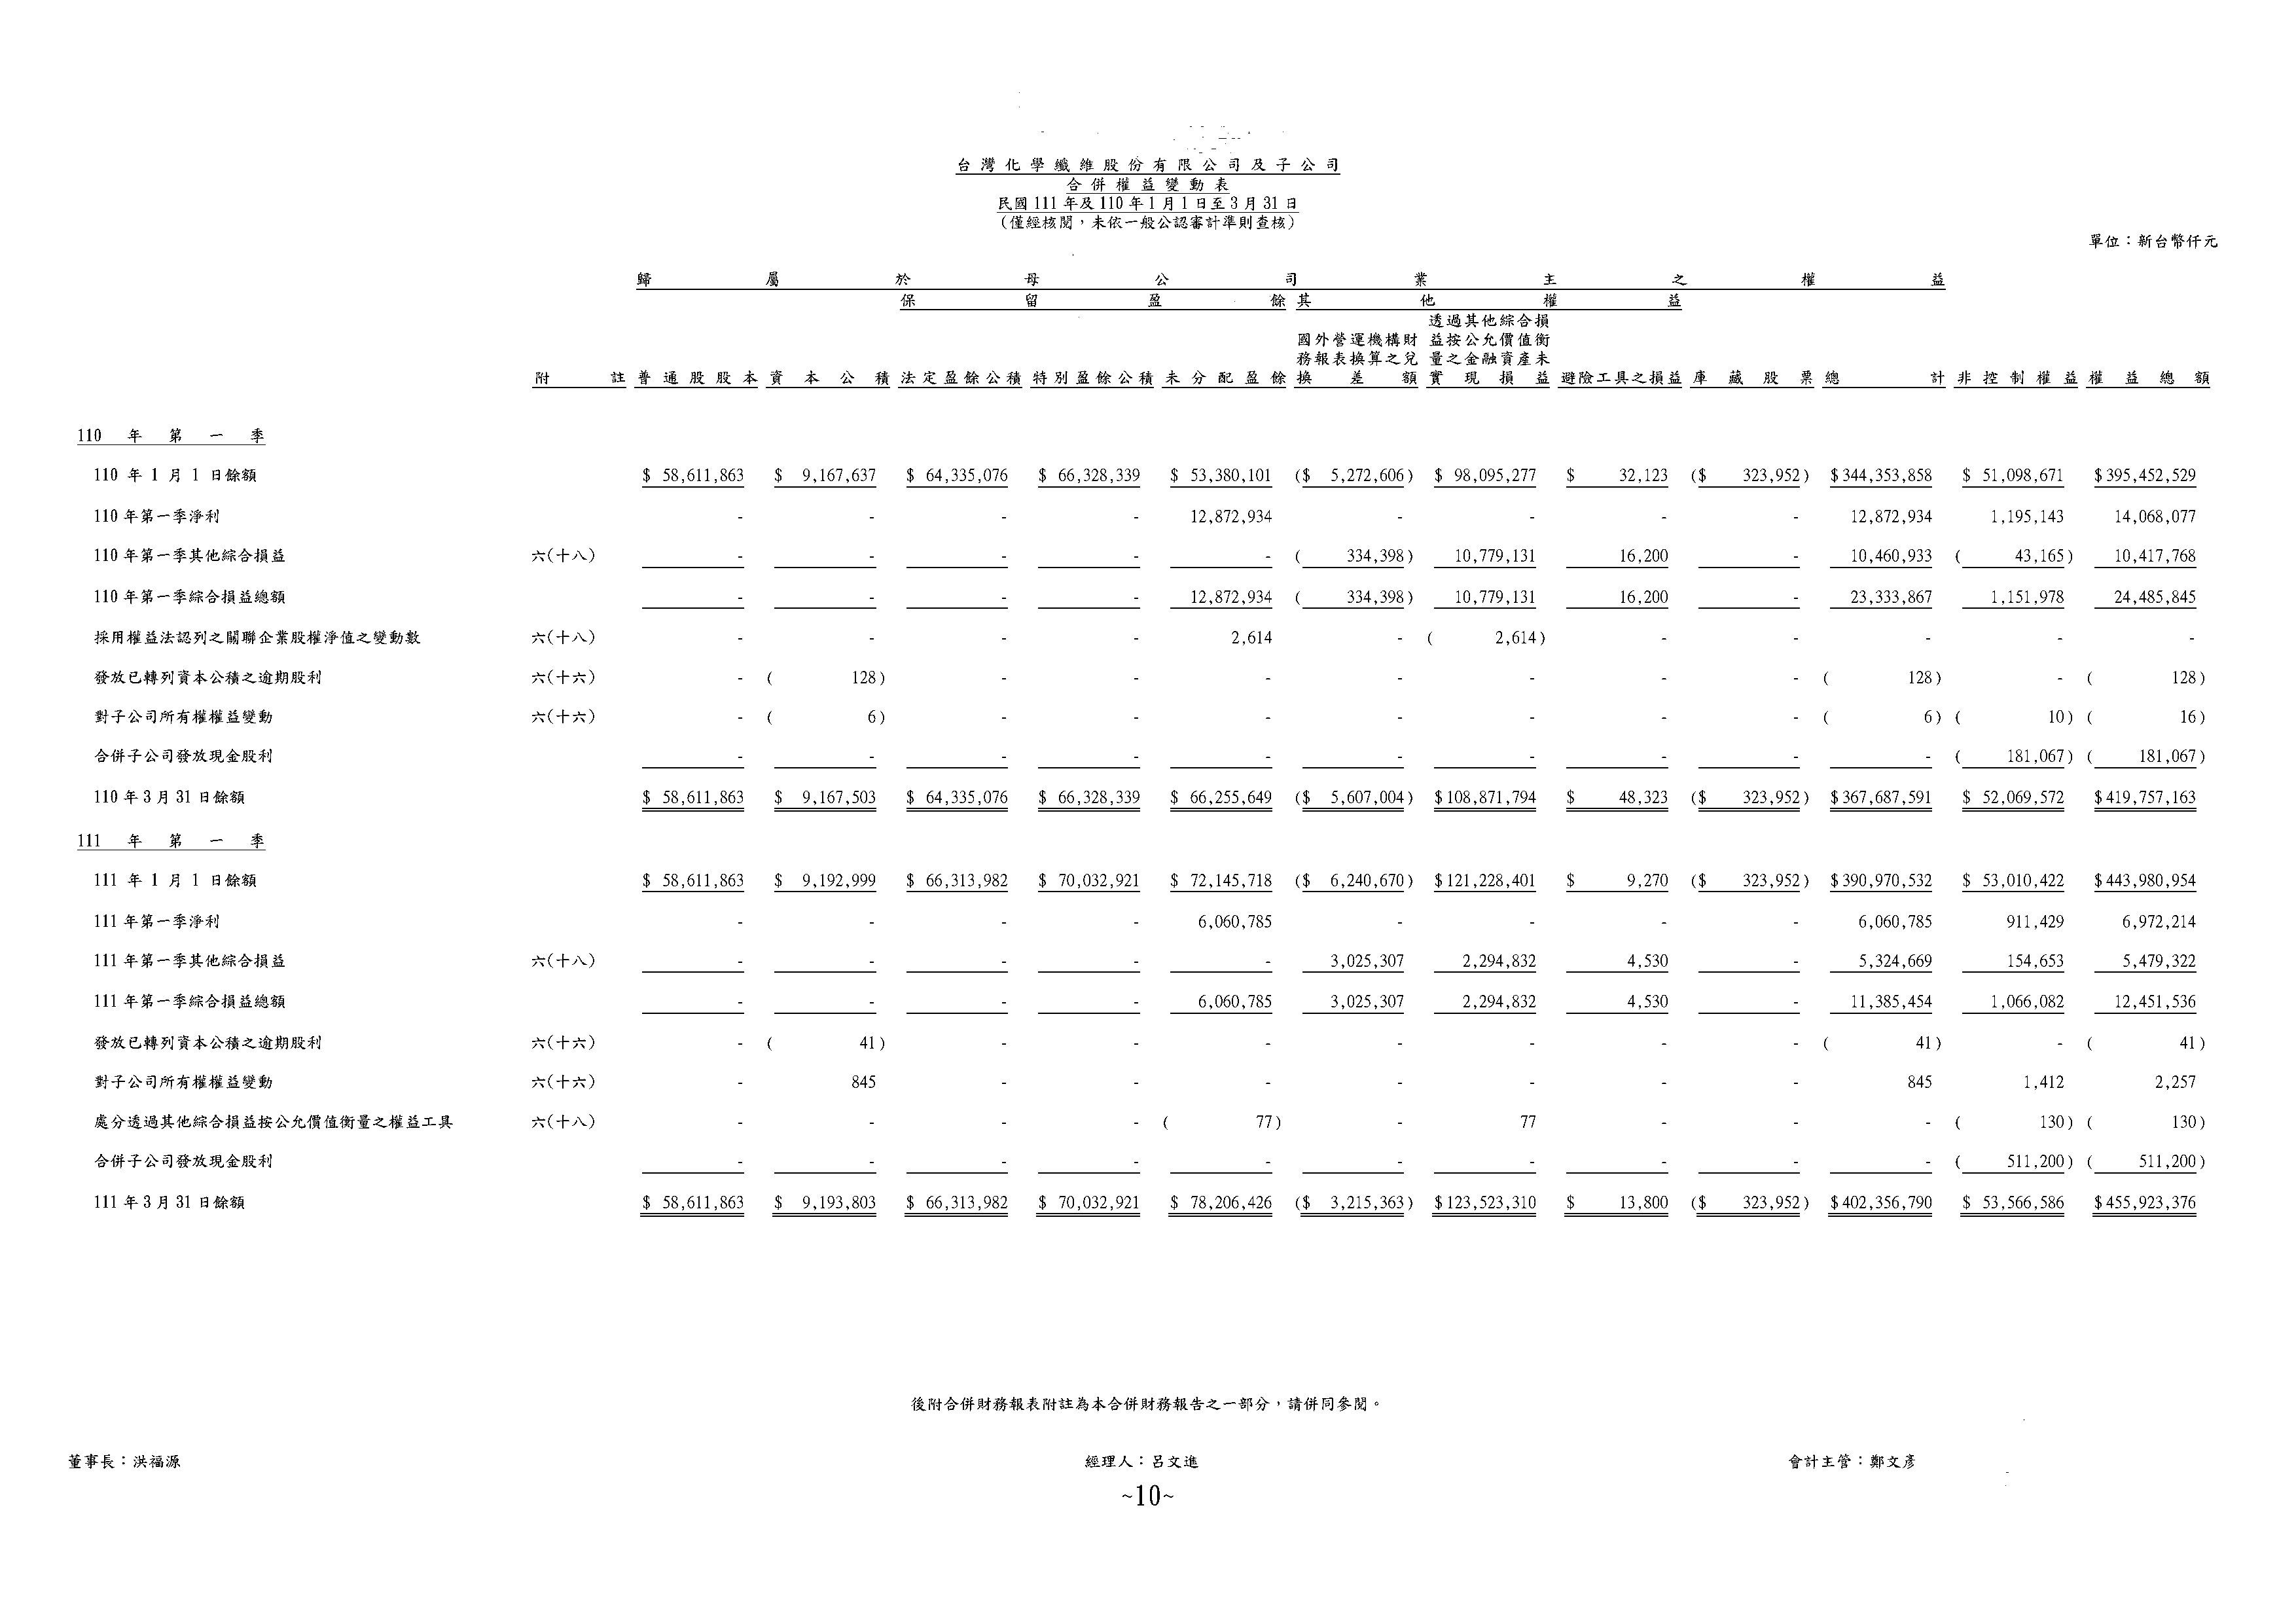 台灣化學纖維股份有限公司及子公司
合併權益變動表
民國111年及110年1月1日至3月31日
(僅經核閱，未依一般公認審計準則查核)
單位：新台幣仟元
歸屬於母公司業主之權益
保留盈餘 其他權益
透過其他綜合損
國外營運機構財 益按公允價值衡
務報表換算之兌 量之金融資產未
附註 普通股股本 資本公積 法定盈餘公積 特別盈餘公積 未分配盈餘 換差額 實現損益 避險工具之損益 庫藏股票 總計 非控制權益 權益總額
110年第一季
110年1月1日餘額 $ 58,611,863 $ 9,167,637 $ 64,335,076 $ 66,328,339 $ 53,380,101 ($ 5,272,606) $ 98,095,277 $ 32,123 ($ 323,952) $344,353,858 $ 51,098,671 $395,452,529
110年第一季淨利 - - - - 12,872,934 - - - - 12,872,934 1,195,143 14,068,077
110年第一季其他綜合損益 六(十八) - - - - - ( 334,398) 10,779,131 16,200 - 10,460,933 ( 43,165) 10,417,768
110年第一季綜合損益總額 - - - - 12,872,934 ( 334,398) 10,779,131 16,200 - 23,333,867 1,151,978 24,485,845
採用權益法認列之關聯企業股權淨值之變動數 六(十八) - - - - 2,614 - ( 2,614) - - - - -
發放已轉列資本公積之逾期股利 六(十六) - ( 128) - - - - - - - ( 128) - ( 128)
對子公司所有權權益變動 六(十六) - ( 6) - - - - - - - ( 6) ( 10) ( 16)
合併子公司發放現金股利 - - - - - - - - - - ( 181,067) ( 181,067)
110年3月31日餘額 $ 58,611,863 $ 9,167,503 $ 64,335,076 $ 66,328,339 $ 66,255,649 ($ 5,607,004) $108,871,794 $ 48,323 ($ 323,952) $367,687,591 $ 52,069,572 $419,757,163
111年第一季
111年1月1日餘額 $ 58,611,863 $ 9,192,999 $ 66,313,982 $ 70,032,921 $ 72,145,718 ($ 6,240,670) $121,228,401 $ 9,270 ($ 323,952) $390,970,532 $ 53,010,422 $443,980,954
111年第一季淨利 - - - - 6,060,785 - - - - 6,060,785 911,429 6,972,214
111年第一季其他綜合損益 六(十八) - - - - - 3,025,307 2,294,832 4,530 - 5,324,669 154,653 5,479,322
111年第一季綜合損益總額 - - - - 6,060,785 3,025,307 2,294,832 4,530 - 11,385,454 1,066,082 12,451,536
發放已轉列資本公積之逾期股利 六(十六) - ( 41) - - - - - - - ( 41) - ( 41)
對子公司所有權權益變動 六(十六) - 845 - - - - - - - 845 1,412 2,257
處分透過其他綜合損益按公允價值衡量之權益工具 六(十八) - - - - ( 77) - 77 - - - ( 130) ( 130)
合併子公司發放現金股利 - - - - - - - - - - ( 511,200) ( 511,200)
111年3月31日餘額 $ 58,611,863 $ 9,193,803 $ 66,313,982 $ 70,032,921 $ 78,206,426 ($ 3,215,363) $123,523,310 $ 13,800 ($ 323,952) $402,356,790 $ 53,566,586 $455,923,376
後附合併財務報表附註為本合併財務報告之一部分，請併同參閱。
董事長：洪福源 經理人：呂文進 會計主管：鄭文彥
~10~